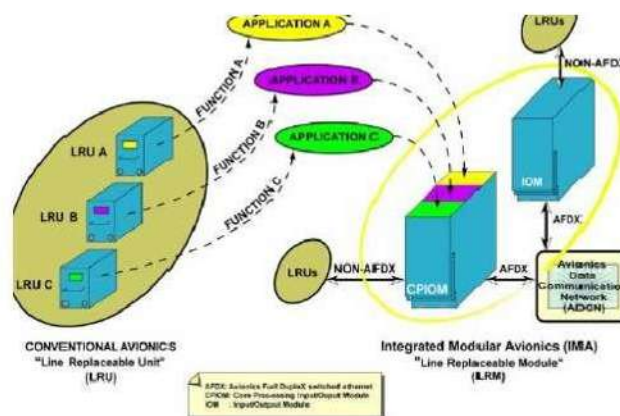 APPLICATION A
APPLICATION B
APPLICATION C
FUNCTION A
FUNCTION B
FUNCTION C
LRU A
LRU B
LRU C
LRUs
NON-AFDX
IOM
AFDX
LRUs
NON-AFDX
CPIOM
AFDX
Avionics
Data
Communication
Network
(ADCN)
CONVENTIONAL AVIONICS
"Line Replaceable Unit"
(LRU)
Integrated Modular Avionics (IMA)
"Line Replaceable Module"
(LRM)
AFDX: Avionics Full DupleX switched ethernet
CPIOM: Core Processing Input/Ouput Module
IOM : Input/Output Module